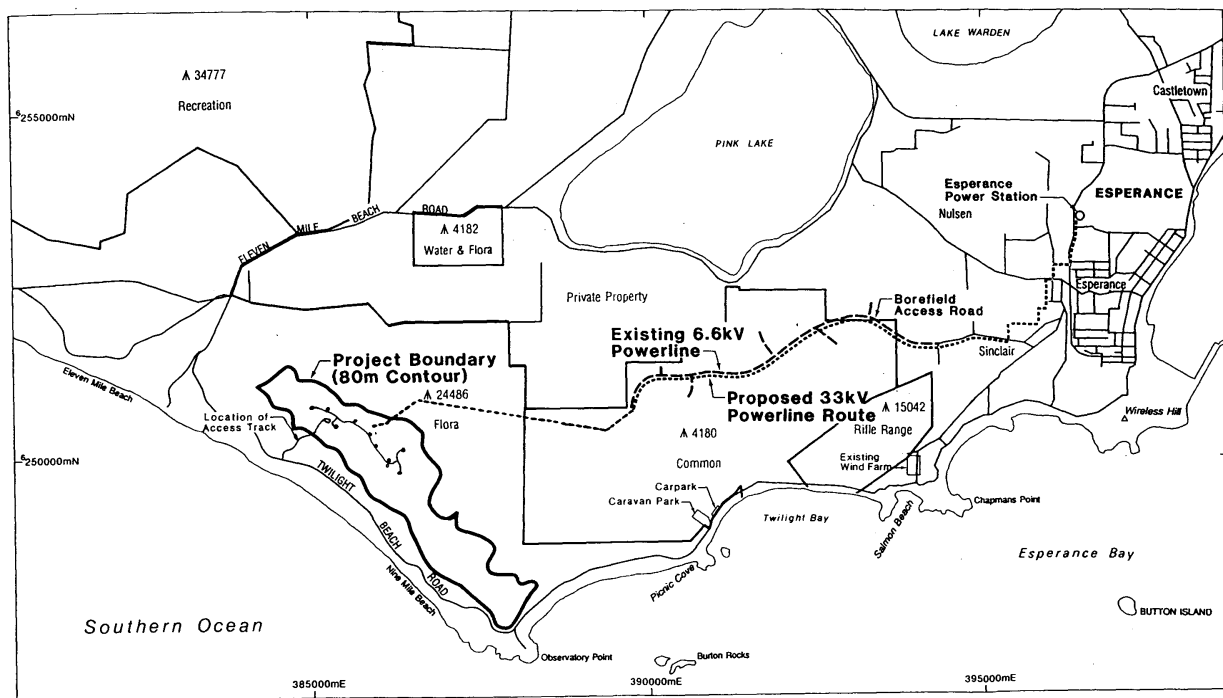 LAKE WARDEN
Castletown
34777
Recreation
⁶255000mN
PINK LAKE
Esperance
Power Station
ESPERANCE
Nulsen
ELEVEN MILE BEACH ROAD
4182
Water & Flora
Esperance
Private Property
Borefield
Access Road
Existing 6.6kV
Powerline
Sinclair
Project Boundary
(80m Contour)
Eleven Mile Beach
24486
Flora
Proposed 33kV
Powerline Route
15042
Rifle Range
Wireless Hill
Location of
Access Track
4180
Common
Existing
Wind Farm
⁶250000mN
TWILIGHT BEACH ROAD
Carpark
Caravan Park
Twilight Bay
Salmon Beach
Chapmans Point
Esperance Bay
Nine Mile Beach
Picnic Cove
BUTTON ISLAND
Southern Ocean
Observatory Point
Burton Rocks
385000mE
390000mE
395000mE